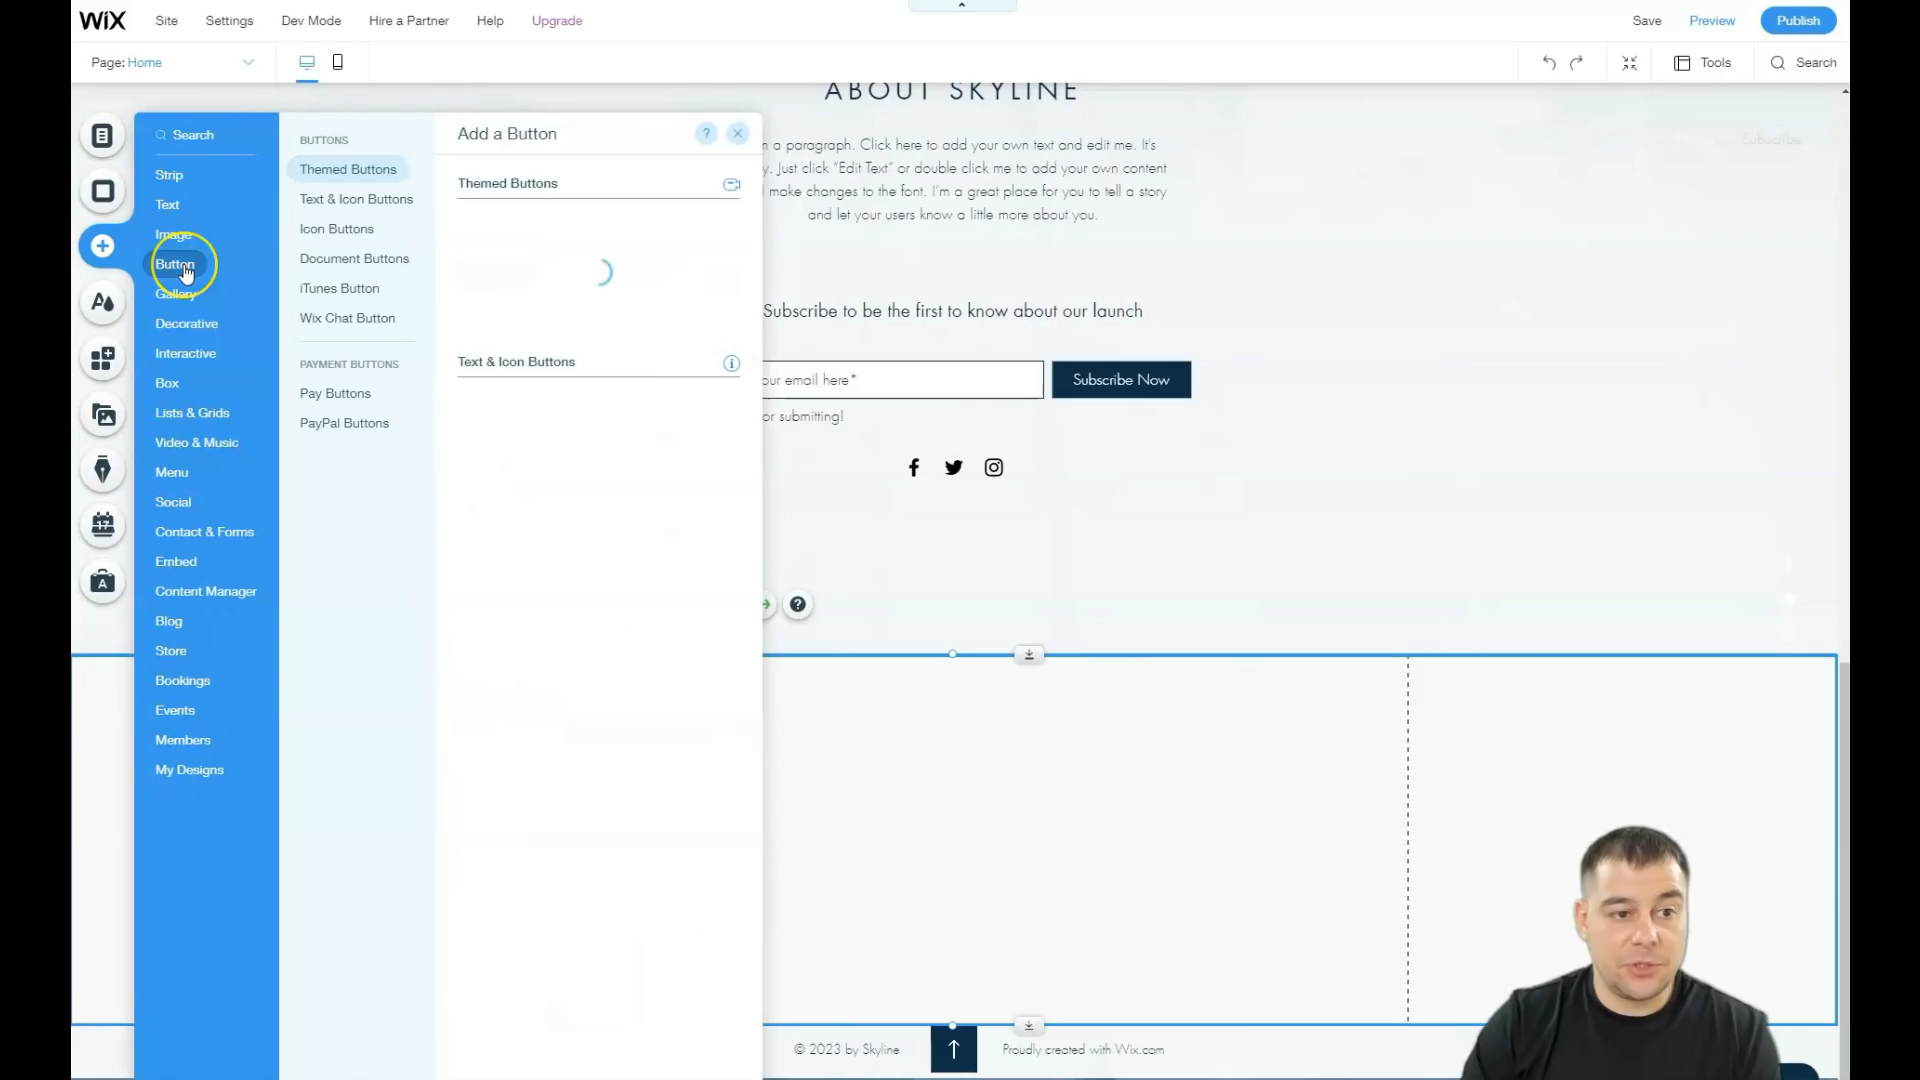 WIX Site Settings Dev Mode Hire a Partner Help Upgrade Save Preview Publish
Page: Home Tools Search
Search
Strip
Text
Image
Button
Gallery
Decorative
Interactive
Box
Lists & Grids
Video & Music
Menu
Social
Contact & Forms
Embed
Content Manager
Blog
Store
Bookings
Events
Members
My Designs
BUTTONS
Themed Buttons
Text & Icon Buttons
Icon Buttons
Document Buttons
iTunes Button
Wix Chat Button
PAYMENT BUTTONS
Pay Buttons
PayPal Buttons
Add a Button
?
Themed Buttons
Text & Icon Buttons
ABOUT SKYLINE
n a paragraph. Click here to add your own text and edit me. It's
y. Just click "Edit Text" or double click me to add your own content
make changes to the font. I'm a great place for you to tell a story
and let your users know a little more about you.
Subscribe
Subscribe to be the first to know about our launch
our email here*
Subscribe Now
or submitting!
?
17
A
A
© 2023 by Skyline
Proudly created with Wix.com